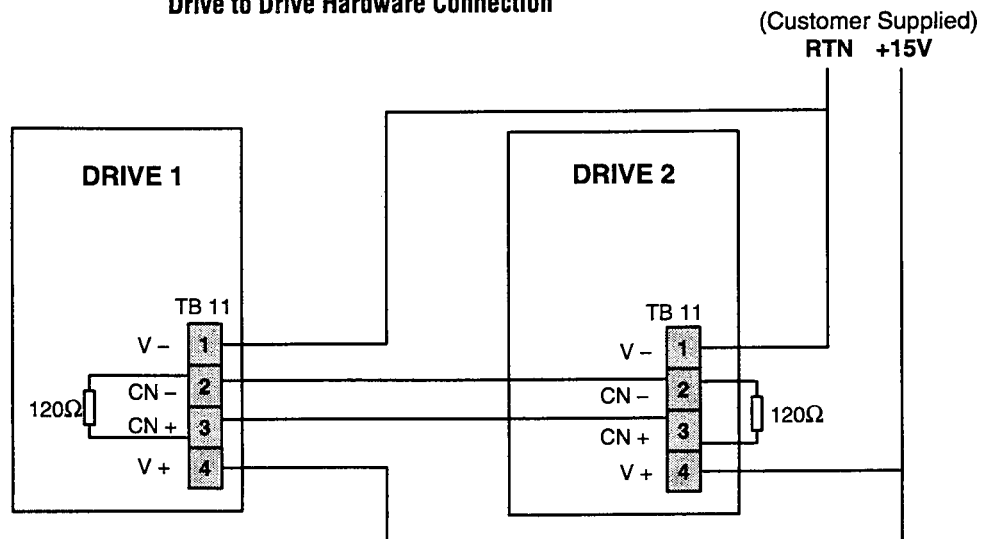 Drive to Drive Hardware Connection
(Customer Supplied)
RTN +15V
DRIVE 1
DRIVE 2
TB 11
V – 1
CN – 2
120Ω
CN + 3
V + 4
TB 11
V – 1
CN – 2
120Ω
CN + 3
V + 4